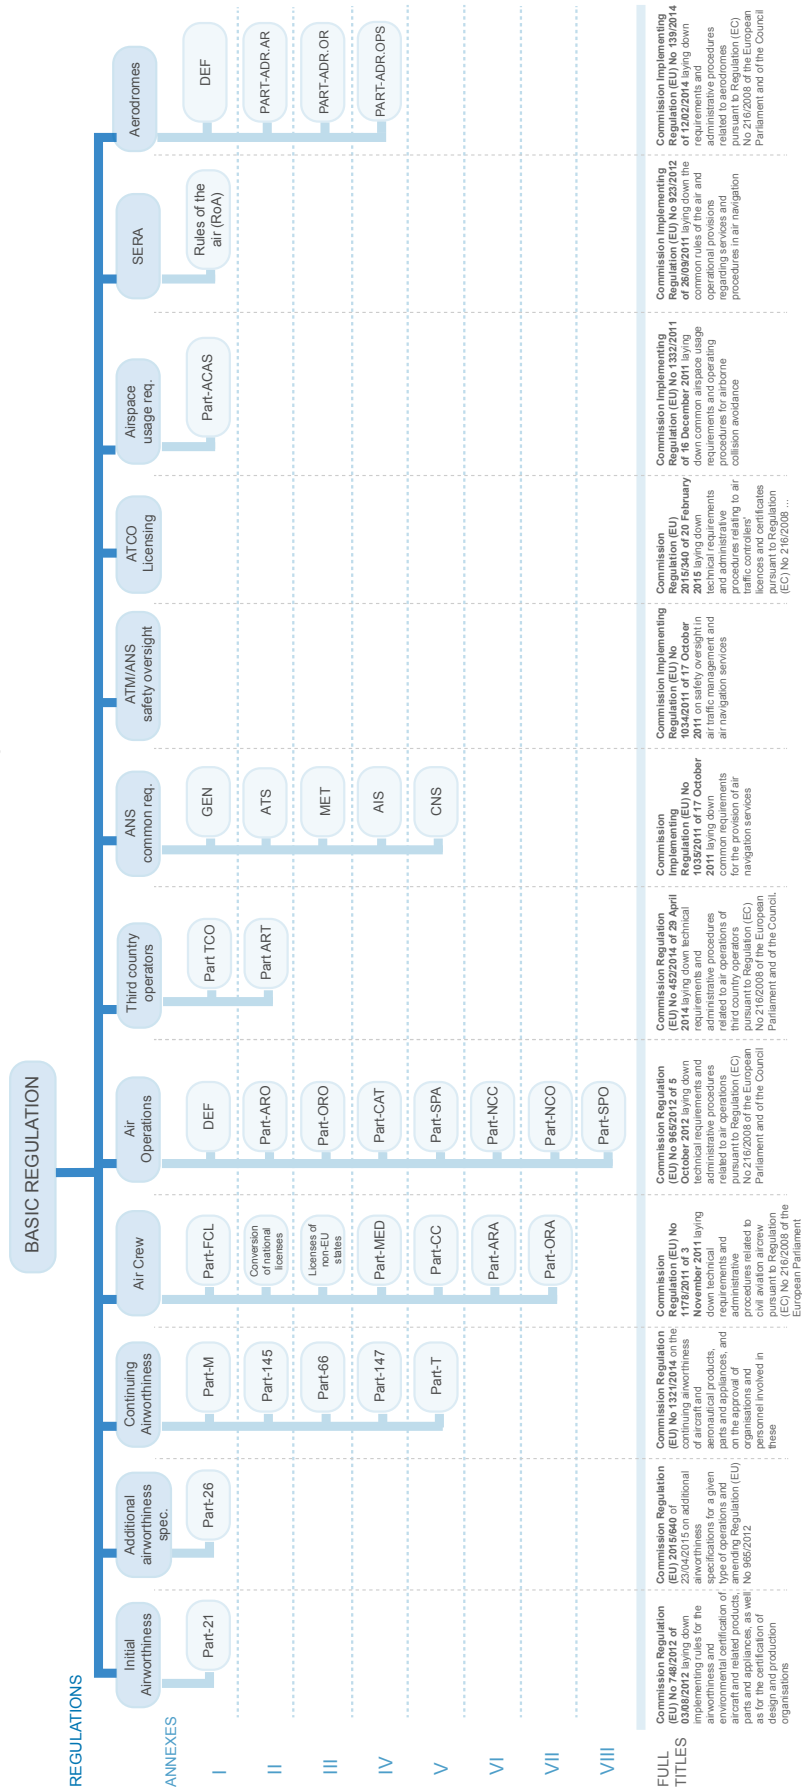 BASIC REGULATION
REGULATIONS
Initial
Airworthiness
Additional
airworthiness
spec.
Continuing
Airworthiness
Air Crew
Air
Operations
Third country
operators
ANS
common req.
ATM/ANS
safety oversight
ATCO
Licensing
Airspace
usage req.
SERA
Aerodromes
ANNEXES
I
Part-21
Part-26
Part-M
Part-FCL
DEF
Part TCO
GEN
Part-ACAS
Rules of the
air (RoA)
DEF
II
Part-145
Conversion
of national
licenses
Part-ARO
Part ART
ATS
PART-ADR.AR
III
Part-66
Licenses of
non-EU
states
Part-ORO
MET
PART-ADR.OR
IV
Part-147
Part-MED
Part-CAT
AIS
PART-ADR.OPS
V
Part-T
Part-CC
Part-SPA
CNS
VI
Part-ARA
Part-NCC
VII
Part-ORA
Part-NCO
VIII
Part-SPO
FULL
TITLES
Commission Regulation
(EU) No 748/2012 of
03/08/2012 laying down
implementing rules for the
airworthiness and
environmental certification of
aircraft and related products,
parts and appliances, as well
as for the certification of
design and production
organisations
Commission Regulation
(EU) 2015/640 of
23/04/2015 on additional
airworthiness
specifications for a given
type of operations and
amending Regulation (EU)
No 965/2012
Commission Regulation
(EU) No 1321/2014 on the
continuing airworthiness
of aircraft and
aeronautical products,
parts and appliances, and
on the approval of
organisations and
personnel involved in
these
Commission
Regulation (EU) No
1178/2011 of 3
November 2011 laying
down technical
requirements and
administrative
procedures related to
civil aviation aircrew
pursuant to Regulation
(EC) No 216/2008 of the
European Parliament
Commission Regulation
(EU) No 965/2012 of 5
October 2012 laying down
technical requirements and
administrative procedures
related to air operations
pursuant to Regulation (EC)
No 216/2008 of the European
Parliament and of the Council
Commission Regulation
(EU) No 452/2014 of 29 April
2014 laying down technical
requirements and
administrative procedures
related to air operations of
third country operators
pursuant to Regulation (EC)
No 216/2008 of the European
Parliament and of the Council.
Commission
Implementing
Regulation (EU) No
1035/2011 of 17 October
2011 laying down
common requirements
for the provision of air
navigation services
Commission Implementing
Regulation (EU) No
1034/2011 of 17 October
2011 on safety oversight in
air traffic management and
air navigation services
Commission
Regulation (EU)
2015/340 of 20 February
2015 laying down
technical requirements
and administrative
procedures relating to air
traffic controllers'
licences and certificates
pursuant to Regulation
(EC) No 216/2008 ...
Commission Implementing
Regulation (EU) No 1332/2011
of 16 December 2011 laying
down common airspace usage
requirements and operating
procedures for airborne
collision avoidance
Commission Implementing
Regulation (EU) No 923/2012
of 26/09/2011 laying down the
common rules of the air and
operational provisions
regarding services and
procedures in air navigation
Commission Implementing
Regulation (EU) No 139/2014
of 12/02/2014 laying down
requirements and
administrative procedures
related to aerodromes
pursuant to Regulation (EC)
No 216/2008 of the European
Parliament and of the Council